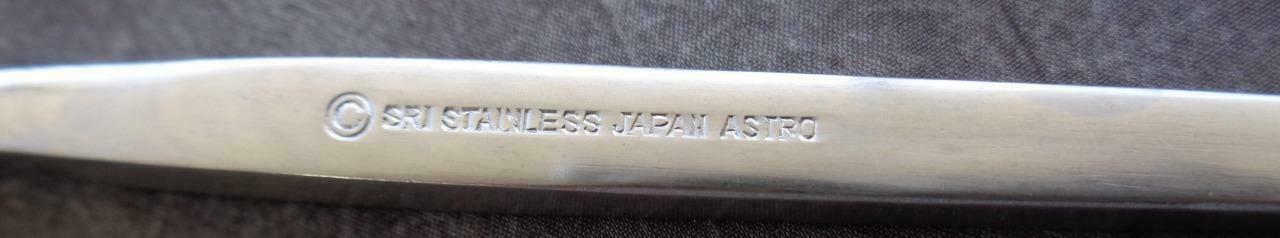 © SRI STAINLESS JAPAN ASTRO